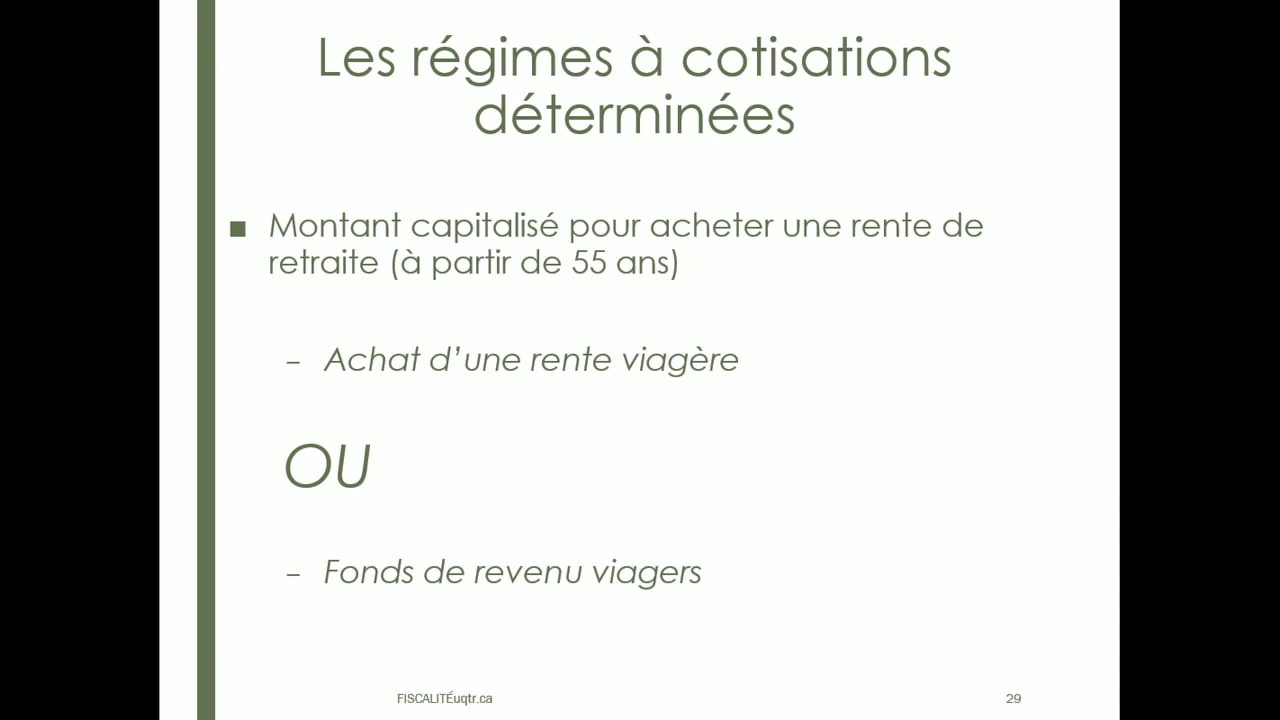 Les régimes à cotisations
déterminées
■ Montant capitalisé pour acheter une rente de
retraite (à partir de 55 ans)
– Achat d’une rente viagère
OU
– Fonds de revenu viagers
FISCALITÉuqtr.ca
29